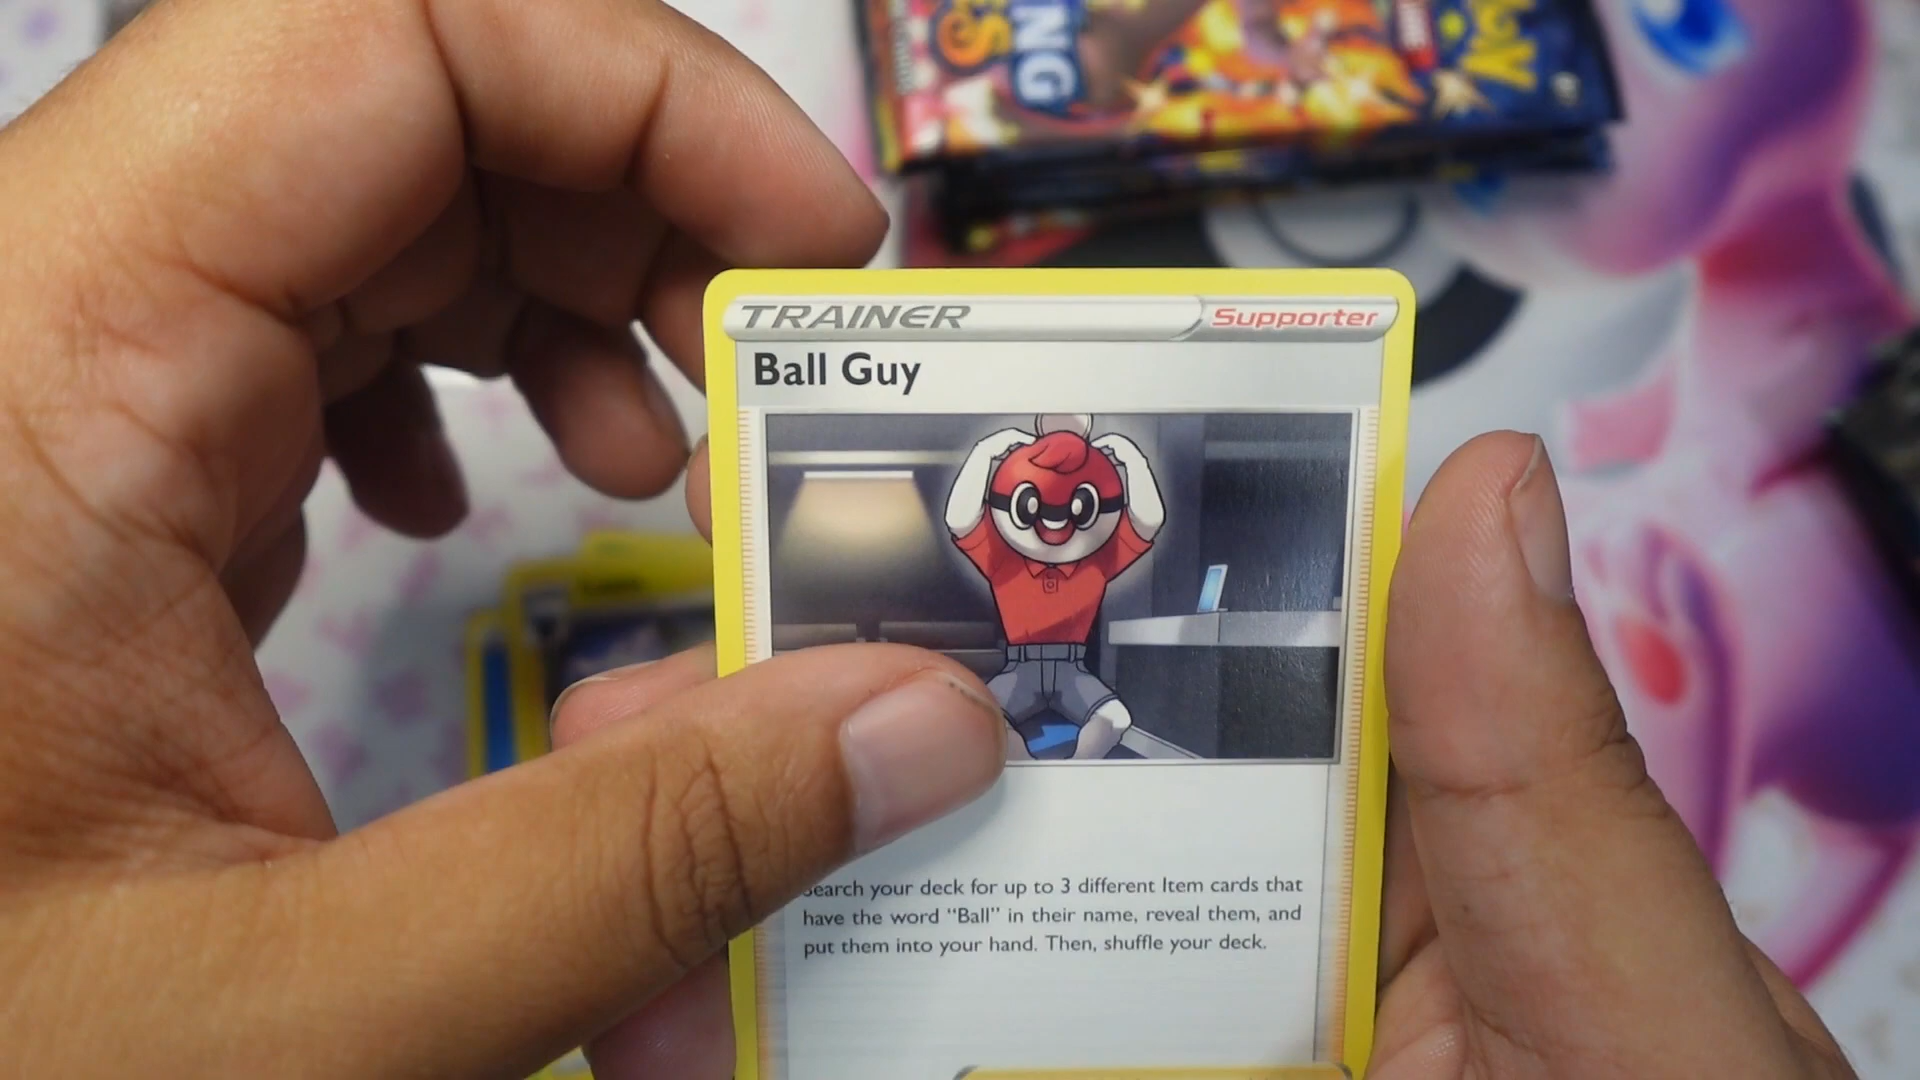 TRAINER
Supporter
Ball Guy
Search your deck for up to 3 different Item cards that
have the word "Ball" in their name, reveal them, and
put them into your hand. Then, shuffle your deck.